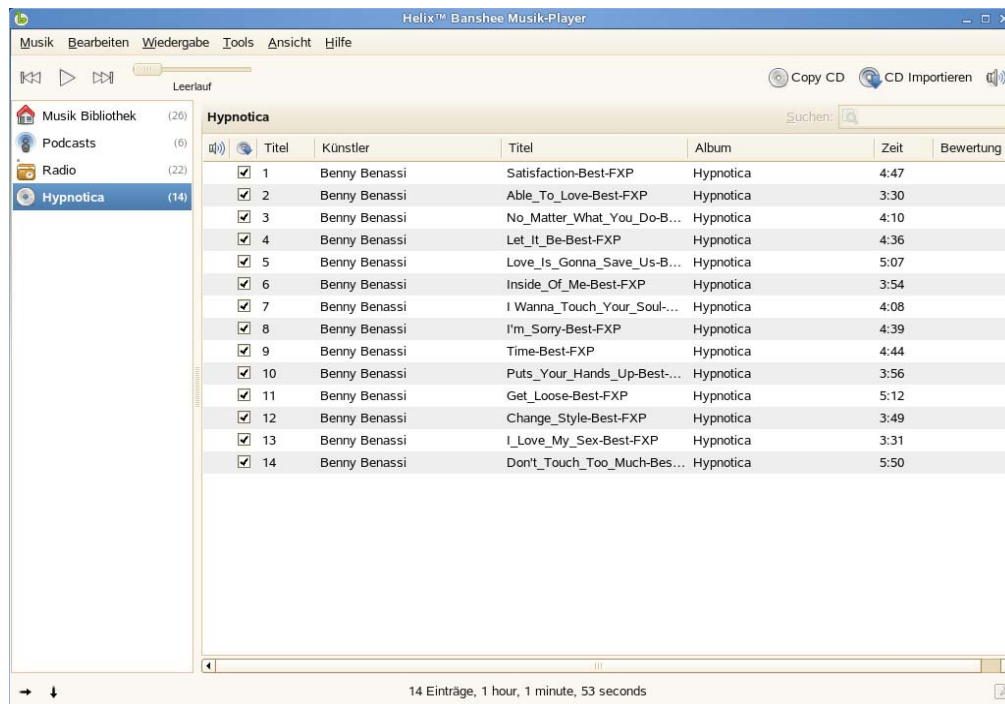 Helix™ Banshee Musik-Player
Musik Bearbeiten Wiedergabe Tools Ansicht Hilfe
Leerlauf
Copy CD CD Importieren
Musik Bibliothek (26)
Podcasts (6)
Radio (22)
Hypnotica (14)
Hypnotica Suchen:
Titel Künstler Titel Album Zeit Bewertung
1 Benny Benassi Satisfaction-Best-FXP Hypnotica 4:47
2 Benny Benassi Able_To_Love-Best-FXP Hypnotica 3:30
3 Benny Benassi No_Matter_What_You_Do-B... Hypnotica 4:10
4 Benny Benassi Let_It_Be-Best-FXP Hypnotica 4:36
5 Benny Benassi Love_Is_Gonna_Save_Us-B... Hypnotica 5:07
6 Benny Benassi Inside_Of_Me-Best-FXP Hypnotica 3:54
7 Benny Benassi I Wanna_Touch_Your_Soul-... Hypnotica 4:08
8 Benny Benassi I'm_Sorry-Best-FXP Hypnotica 4:39
9 Benny Benassi Time-Best-FXP Hypnotica 4:44
10 Benny Benassi Puts_Your_Hands_Up-Best-... Hypnotica 3:56
11 Benny Benassi Get_Loose-Best-FXP Hypnotica 5:12
12 Benny Benassi Change_Style-Best-FXP Hypnotica 3:49
13 Benny Benassi I_Love_My_Sex-Best-FXP Hypnotica 3:31
14 Benny Benassi Don't_Touch_Too_Much-Bes... Hypnotica 5:50
14 Einträge, 1 hour, 1 minute, 53 seconds